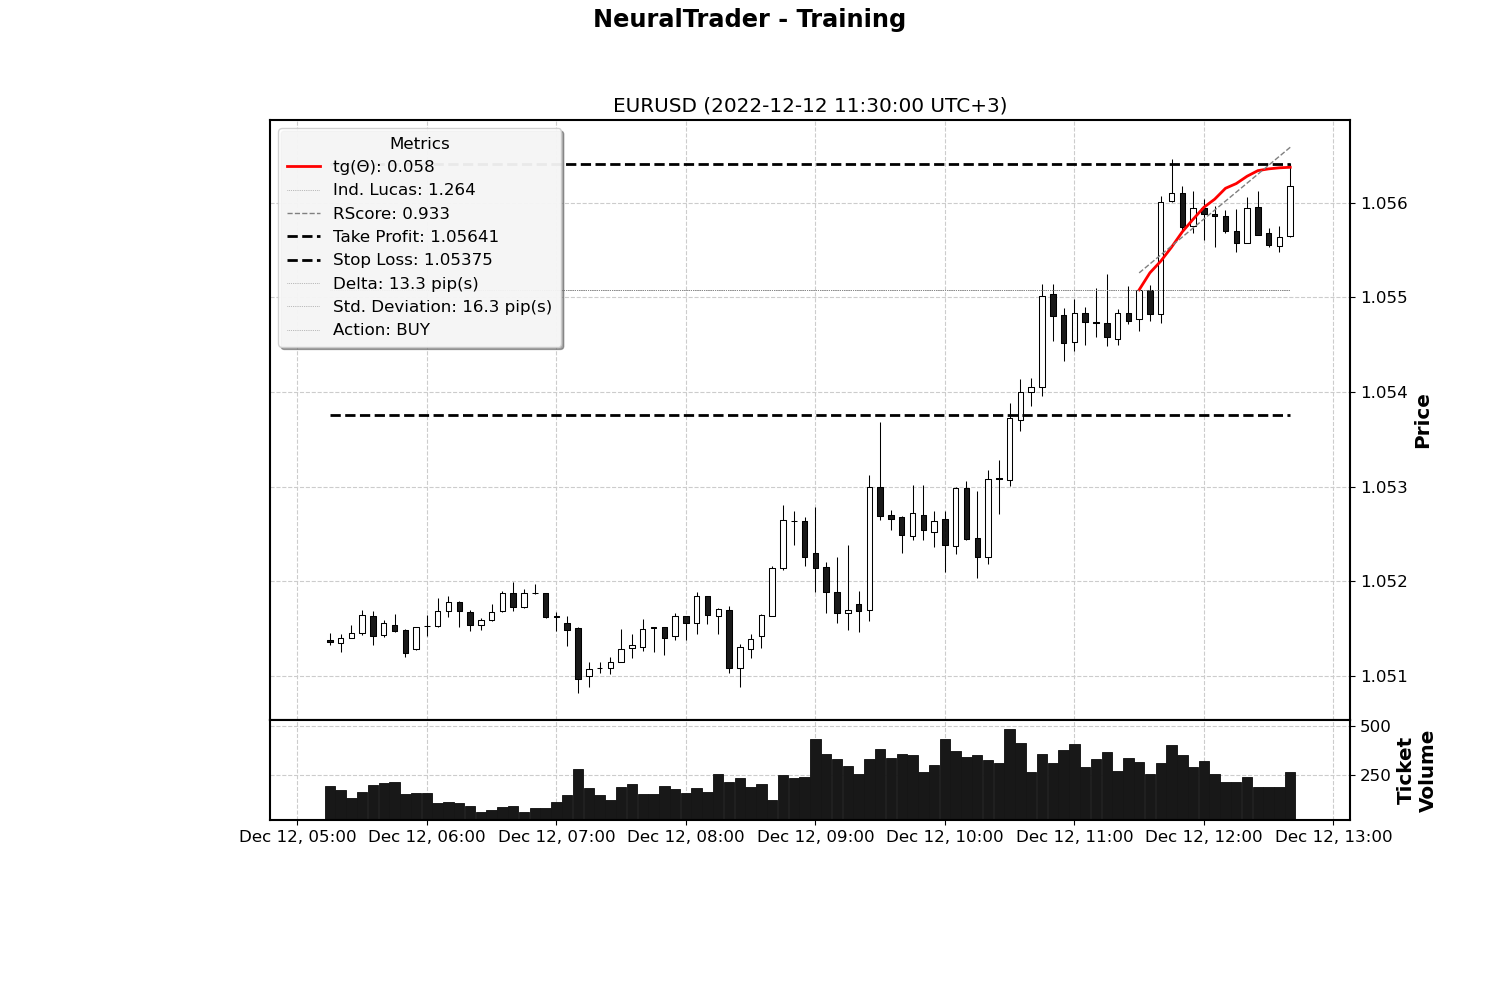 NeuralTrader - Training
EURUSD (2022-12-12 11:30:00 UTC+3)
Metrics
tg(Θ): 0.058
Ind. Lucas: 1.264
RScore: 0.933
Take Profit: 1.05641
Stop Loss: 1.05375
Delta: 13.3 pip(s)
Std. Deviation: 16.3 pip(s)
Action: BUY
1.056
1.055
1.054
1.053
1.052
1.051
Price
500
250
Ticket
Volume
Dec 12, 05:00 Dec 12, 06:00 Dec 12, 07:00 Dec 12, 08:00 Dec 12, 09:00 Dec 12, 10:00 Dec 12, 11:00 Dec 12, 12:00 Dec 12, 13:00